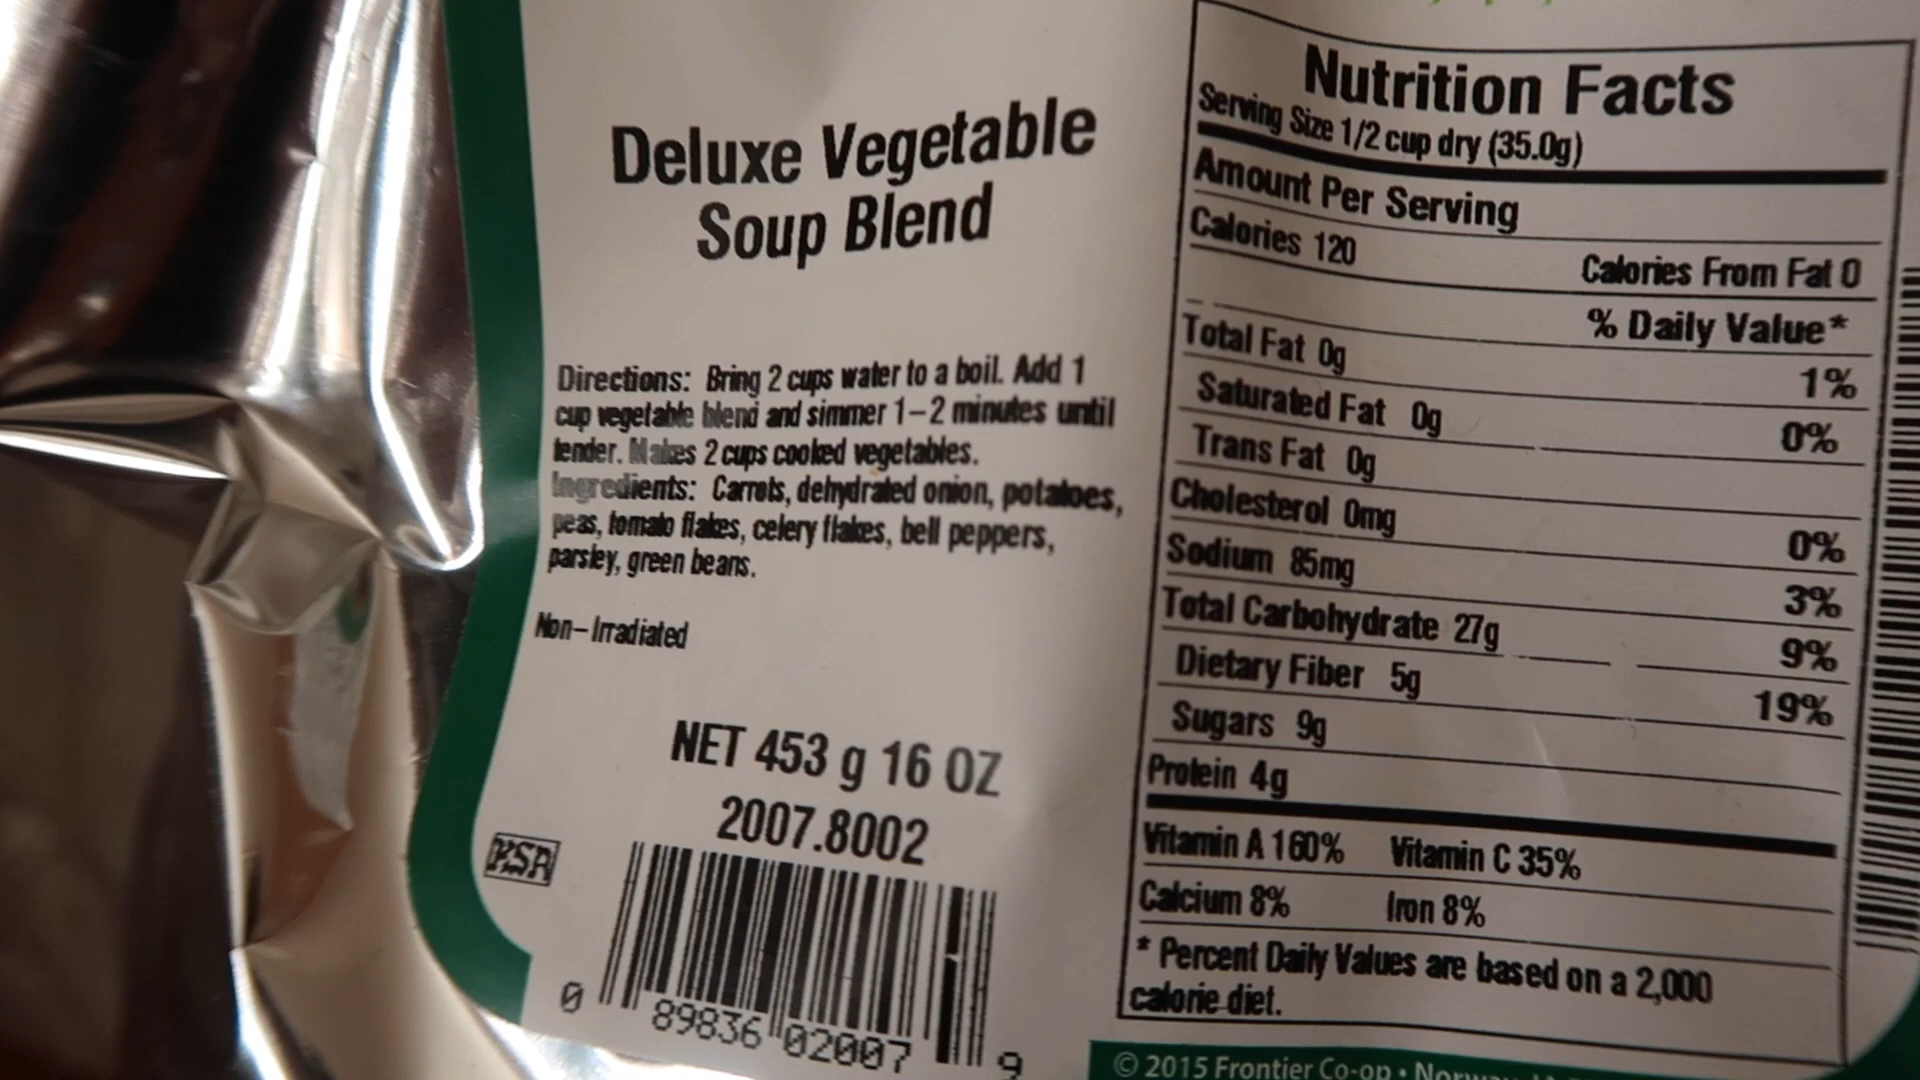 Deluxe Vegetable
Soup Blend
Directions: Bring 2 cups water to a boil. Add 1
cup vegetable blend and simmer 1-2 minutes until
tender. Makes 2 cups cooked vegetables.
Ingredients: Carrots, dehydrated onion, potatoes,
peas, tomato flakes, celery flakes, bell peppers,
parsley, green beans.
Non-Irradiated
NET 453 g 16 OZ
2007.8002
KSA
0 89836 02007 9
Nutrition Facts
Serving Size 1/2 cup dry (35.0g)
Amount Per Serving
Calories 120 Calories From Fat 0
% Daily Value*
Total Fat 0g 1%
Saturated Fat 0g 0%
Trans Fat 0g
Cholesterol 0mg 0%
Sodium 85mg 3%
Total Carbohydrate 27g 9%
Dietary Fiber 5g 19%
Sugars 9g
Protein 4g
Vitamin A 160% Vitamin C 35%
Calcium 8% Iron 8%
* Percent Daily Values are based on a 2,000
calorie diet.
© 2015 Frontier Co-op •